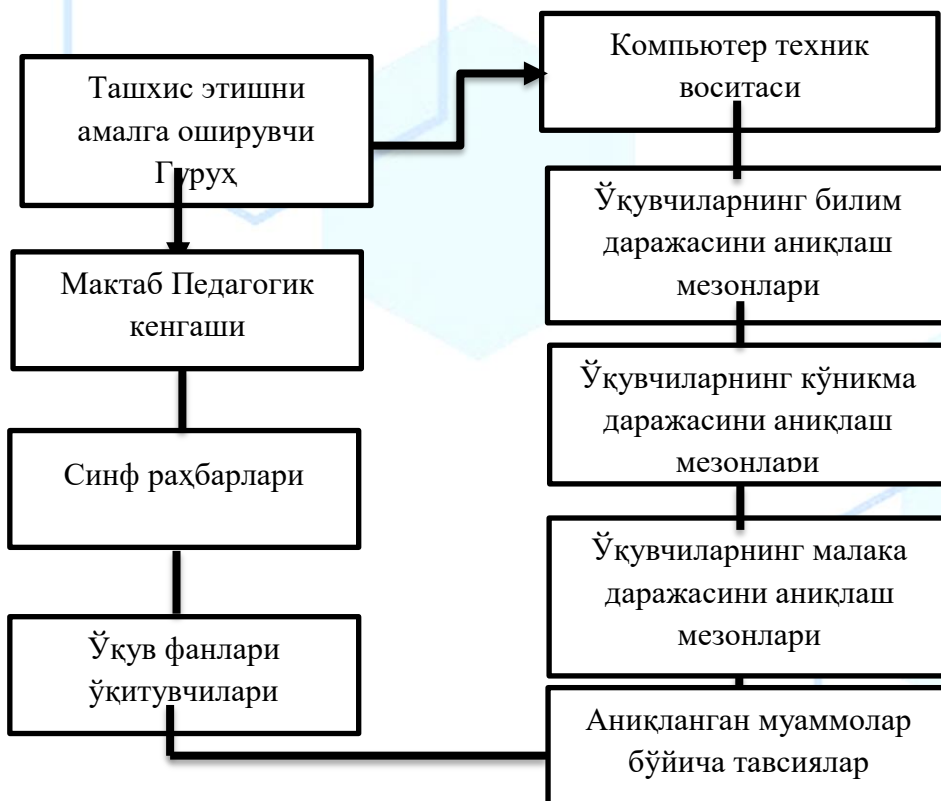 Ташхис этишни
амалга оширувчи
Гуруҳ
Мактаб Педагогик
кенгаши
Синф раҳбарлари
Ўқув фанлари
ўқитувчилари
Компьютер техник
воситаси
Ўқувчиларнинг билим
даражасини аниқлаш
мезонлари
Ўқувчиларнинг кўникма
даражасини аниқлаш
мезонлари
Ўқувчиларнинг малака
даражасини аниқлаш
мезонлари
Аниқланган муаммолар
бўйича тавсиялар